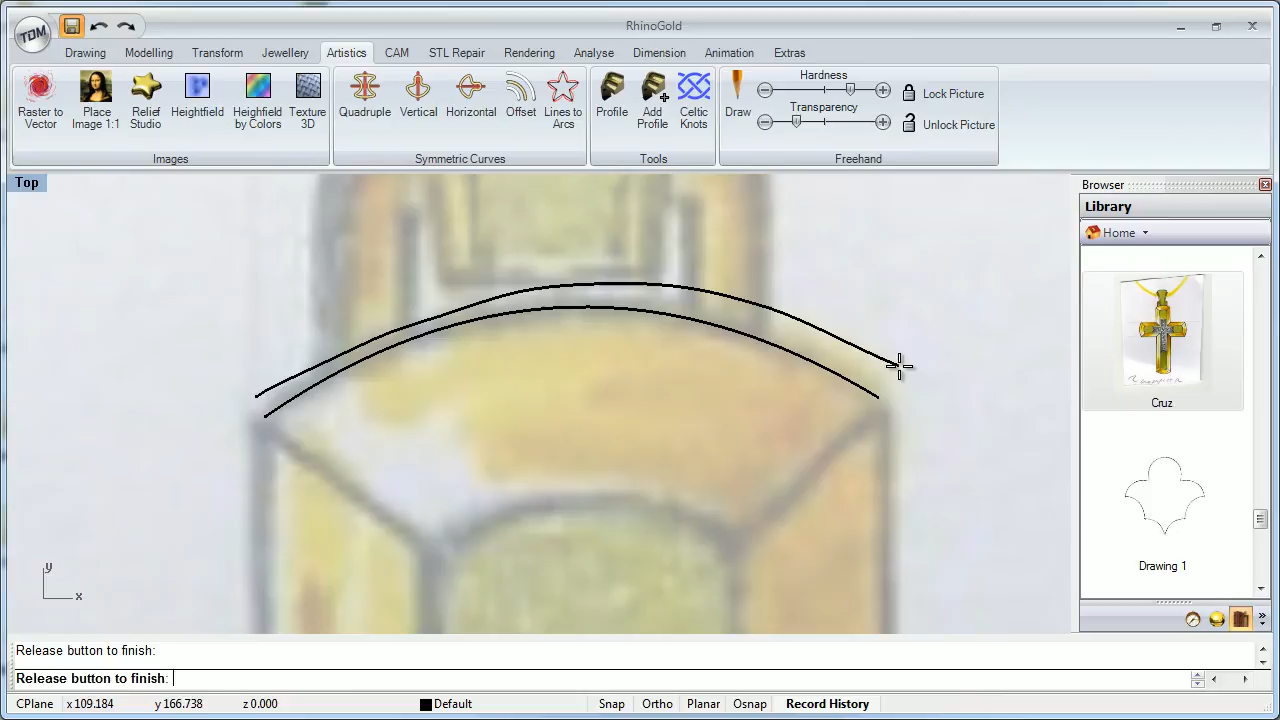 TDM
RhinoGold
Drawing Modelling Transform Jewellery Artistics CAM STL Repair Rendering Analyse Dimension Animation Extras
Raster to Vector
Place Image 1:1
Relief Studio
Heightfield
Heightfield by Colors
Texture 3D
Images
Quadruple
Vertical
Horizontal
Offset
Lines to Arcs
Symmetric Curves
Profile
Add Profile
Celtic Knots
Tools
Draw
Hardness
Transparency
Lock Picture
Unlock Picture
Freehand
Top
Browser
Library
Home
Cruz
Drawing 1
y
x
Release button to finish:
Release button to finish:
CPlane x 109.184 y 166.738 z 0.000 Default Snap Ortho Planar Osnap Record History